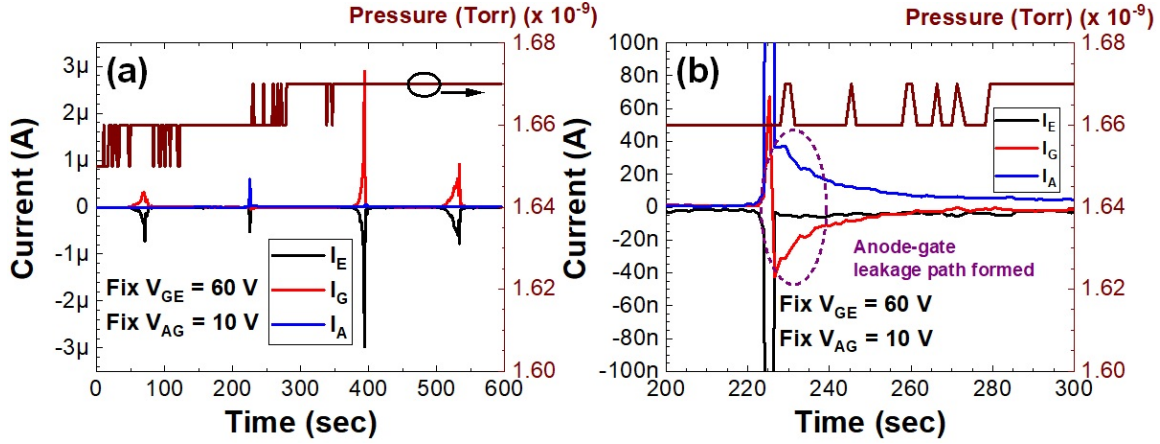 Pressure (Torr) (x 10⁻⁹)
(a)
Current (A)
3µ
2µ
1µ
0
-1µ
-2µ
-3µ
1.68
1.66
1.64
1.62
1.60
I_E
I_G
I_A
Fix V_GE = 60 V
Fix V_AG = 10 V
0 100 200 300 400 500 600
Time (sec)
Pressure (Torr) (x 10⁻⁹)
(b)
Current (A)
100n
80n
60n
40n
20n
0
-20n
-40n
-60n
-80n
-100n
1.68
1.66
1.64
1.62
1.60
I_E
I_G
I_A
Anode-gate
leakage path formed
Fix V_GE = 60 V
Fix V_AG = 10 V
200 220 240 260 280 300
Time (sec)